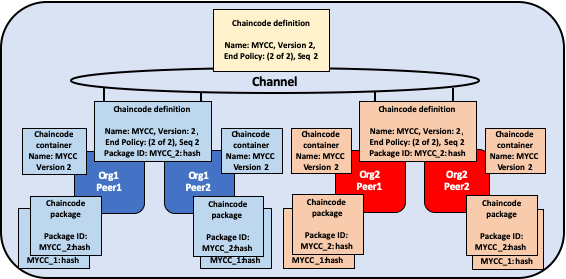 Chaincode definition
Name: MYCC, Version 2,
End Policy: (2 of 2), Seq 2
Channel
Chaincode definition
Name: MYCC, Version: 2,
End Policy: (2 of 2), Seq 2
Package ID: MYCC_2:hash
Chaincode definition
Name: MYCC, Version: 2,
End Policy: (2 of 2), Seq 2
Package ID: MYCC_2:hash
Chaincode
container
Name: MYCC
Version 2
Chaincode
container
Name: MYCC
Version 2
Chaincode
container
Name: MYCC
Version 2
Chaincode
container
Name: MYCC
Version 2
Org1
Peer1
Org1
Peer2
Org2
Peer1
Org2
Peer2
Chaincode
package
Package ID:
MYCC_2:hash
MYCC_1:hash
Chaincode
package
Package ID:
MYCC_2:hash
MYCC_1:hash
Chaincode
package
Package ID:
MYCC_2:hash
MYCC_1:hash
Chaincode
package
Package ID:
MYCC_2:hash
MYCC_1:hash